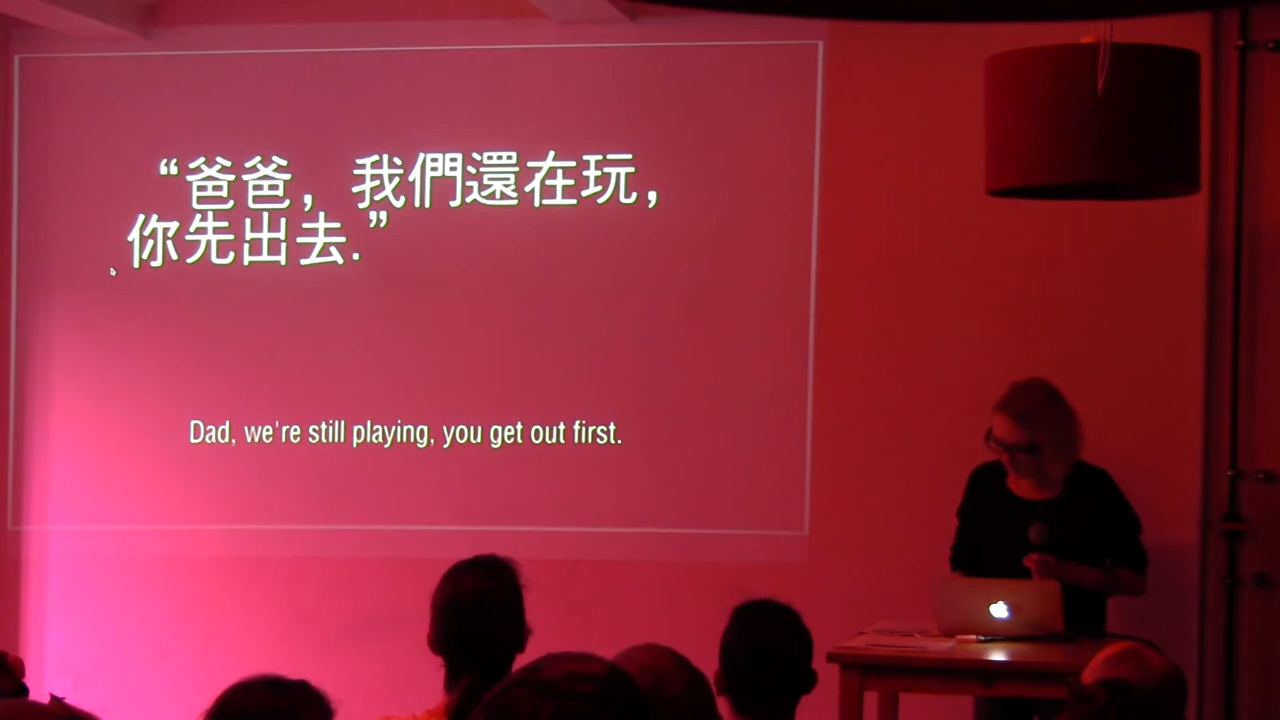 “爸爸, 我們還在玩,
你先出去.”
Dad, we're still playing, you get out first.